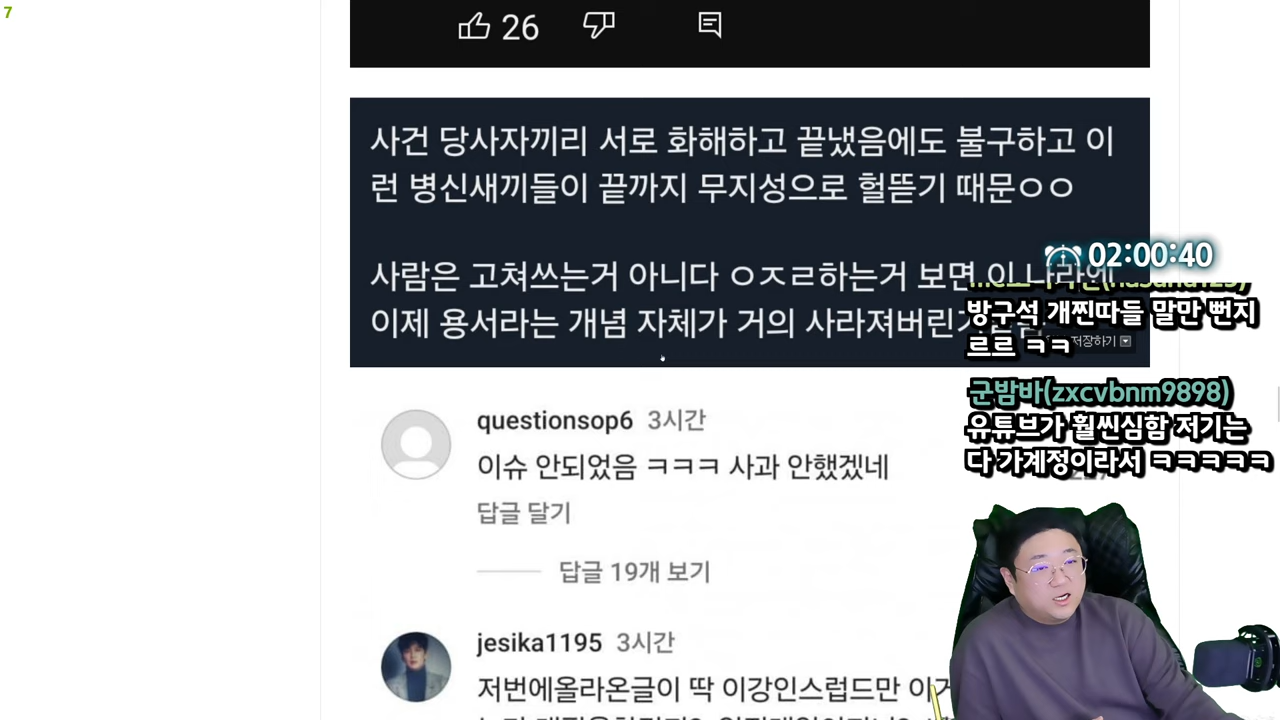 7
26
사건 당사자끼리 서로 화해하고 끝냈음에도 불구하고 이
런 병신새끼들이 끝까지 무지성으로 헐뜯기 때문ㅇㅇ
사람은 고쳐쓰는거 아니다 ㅇㅈㄹ하는거 보면 이 나라엔
이제 용서라는 개념 자체가 거의 사라져버린
저장하기
02:00:40
방구석 개찐따들 말만 뻔지
르르 ㅋㅋ
군밤바(zxcvbnm9898)
유튜브가 훨씬심함 저기는
다 가계정이라서 ㅋㅋㅋㅋㅋ
questionsop6 3시간
이슈 안되었음 ㅋㅋㅋ 사과 안했겠네
답글 달기
답글 19개 보기
jesika1195 3시간
저번에올라온글이 딱 이강인스럽드만